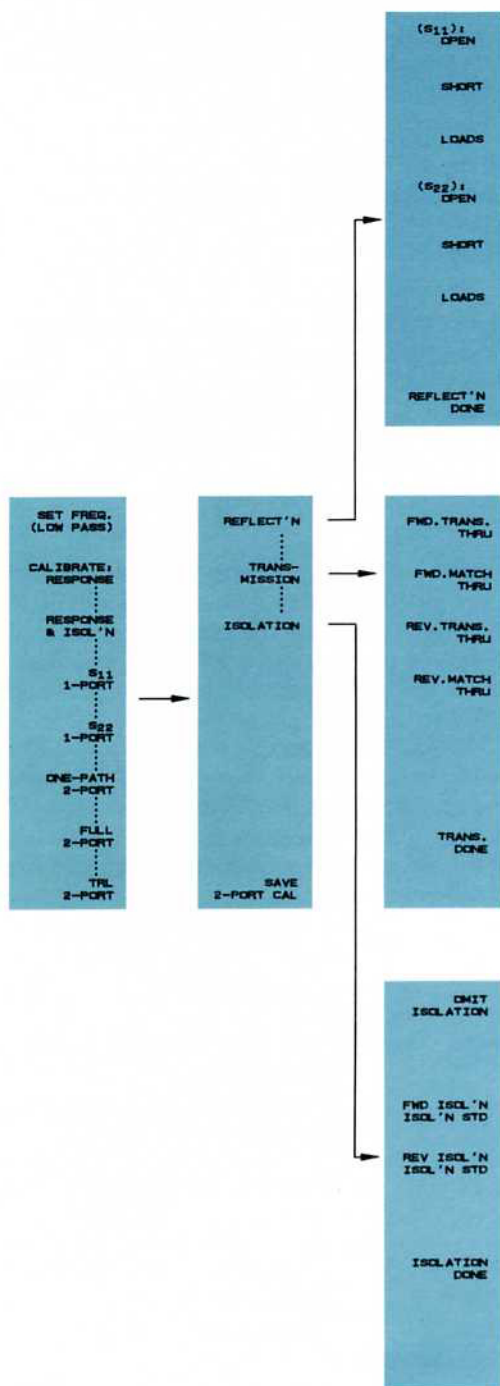 SET FREQ.
(LOW PASS)
CALIBRATE:
RESPONSE
RESPONSE
& ISOL'N
S11
1-PORT
S22
1-PORT
ONE-PATH
2-PORT
FULL
2-PORT
TRL
2-PORT
REFLECT'N
TRANS-
MISSION
ISOLATION
SAVE
2-PORT CAL
(S11):
OPEN
SHORT
LOADS
(S22):
OPEN
SHORT
LOADS
REFLECT'N
DONE
FWD.TRANS.
THRU
FWD.MATCH
THRU
REV.TRANS.
THRU
REV.MATCH
THRU
TRANS.
DONE
OMIT
ISOLATION
FWD ISOL'N
ISOL'N STD
REV ISOL'N
ISOL'N STD
ISOLATION
DONE